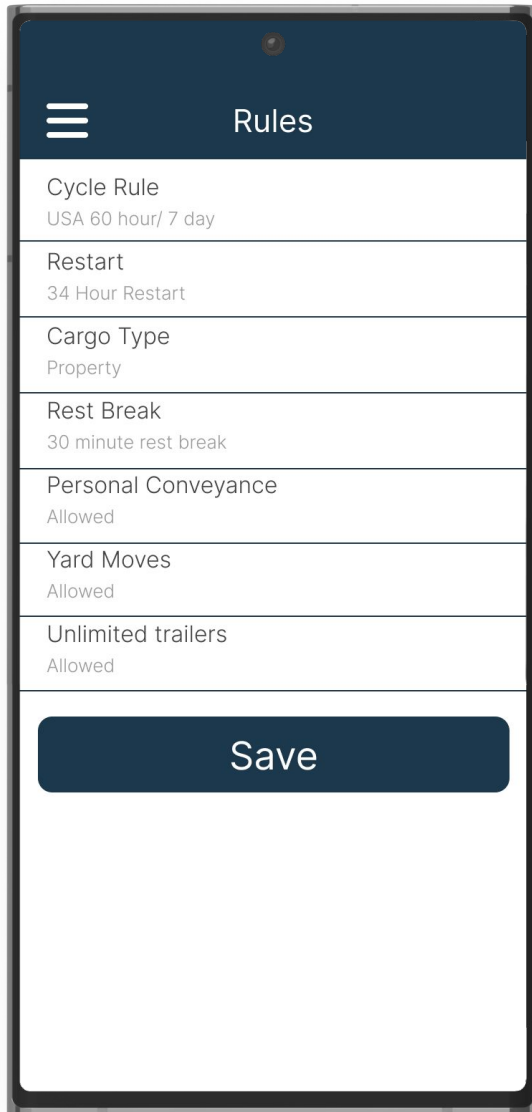 Rules
Cycle Rule
USA 60 hour/ 7 day
Restart
34 Hour Restart
Cargo Type
Property
Rest Break
30 minute rest break
Personal Conveyance
Allowed
Yard Moves
Allowed
Unlimited trailers
Allowed
Save